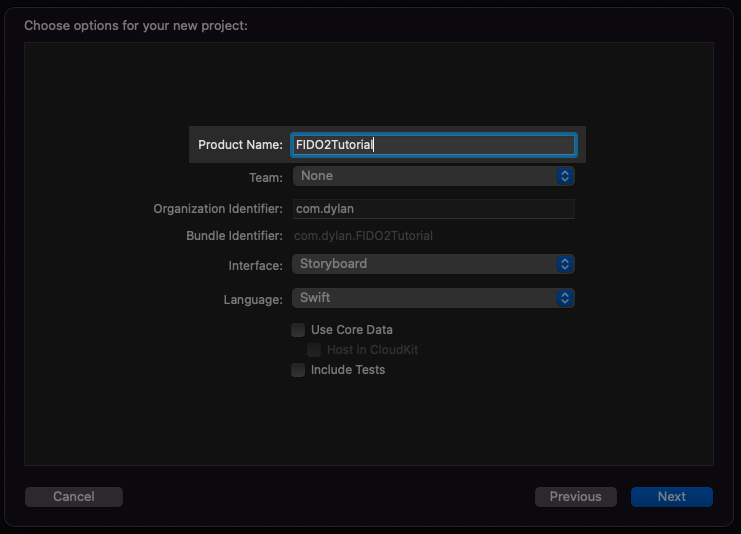 Choose options for your new project:
Product Name: FIDO2Tutorial
Team: None
Organization Identifier: com.dylan
Bundle Identifier: com.dylan.FIDO2Tutorial
Interface: Storyboard
Language: Swift
Use Core Data
Host in CloudKit
Include Tests
Cancel Previous Next